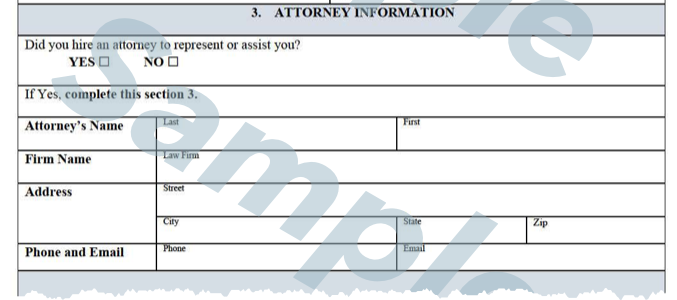 3. ATTORNEY INFORMATION
Did you hire an attorney to represent or assist you?
YES ☐ NO ☐
If Yes, complete this section 3.
Attorney's Name Last First
Firm Name Law Firm
Address Street
City State Zip
Phone and Email Phone Email
Sample